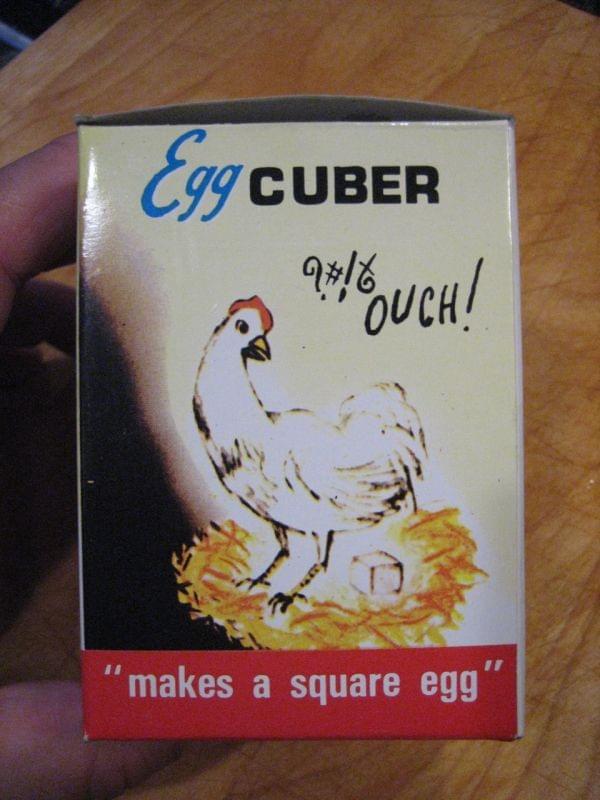 Egg CUBER
?#!&
OUCH!
"makes a square egg"